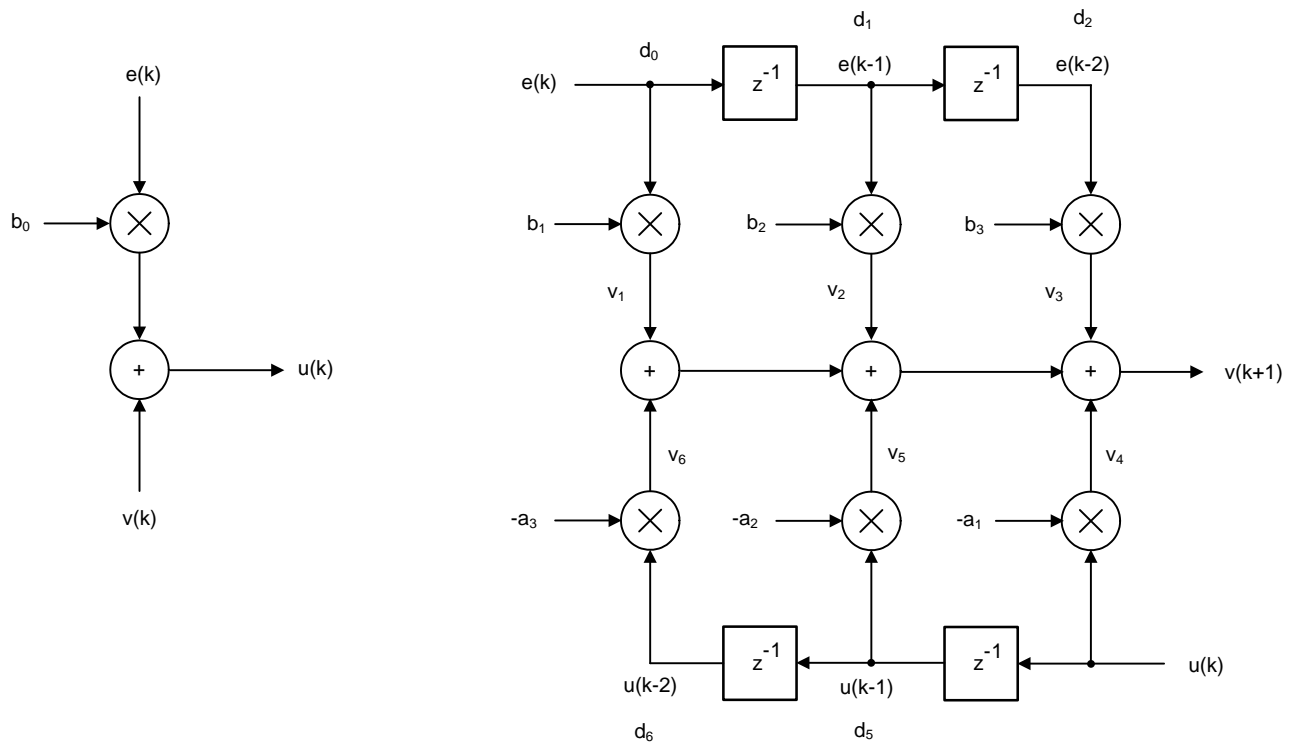 e(k)
b₀
×
+
u(k)
v(k)
d₀
d₁
d₂
e(k)
z⁻¹
e(k-1)
z⁻¹
e(k-2)
b₁
×
b₂
×
b₃
×
v₁
v₂
v₃
+
+
+
v(k+1)
v₆
v₅
v₄
-a₃
×
-a₂
×
-a₁
×
u(k-2)
z⁻¹
u(k-1)
z⁻¹
u(k)
d₆
d₅